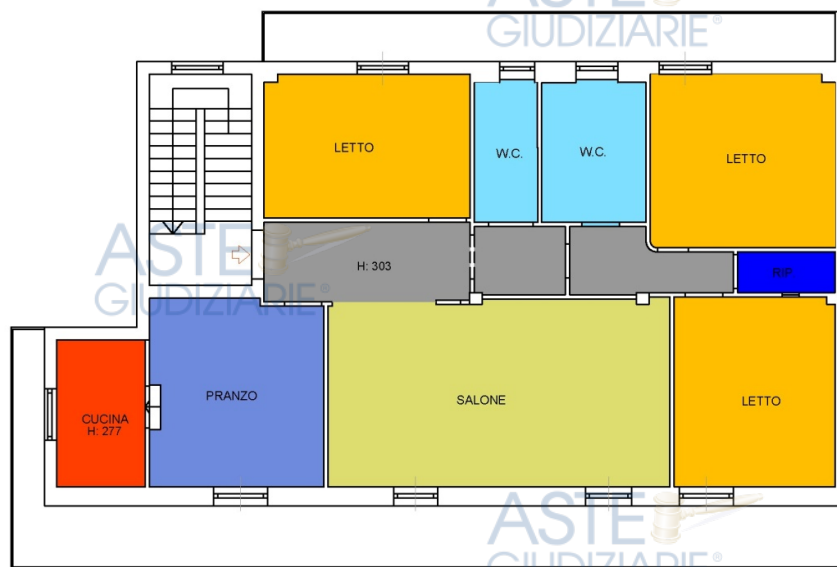 ASTE
GIUDIZIARIE®
LETTO
W.C.
W.C.
LETTO
ASTE
GIUDIZIARIE®
H: 303
RIP.
PRANZO
SALONE
LETTO
CUCINA
H: 277
ASTE
GIUDIZIARIE®